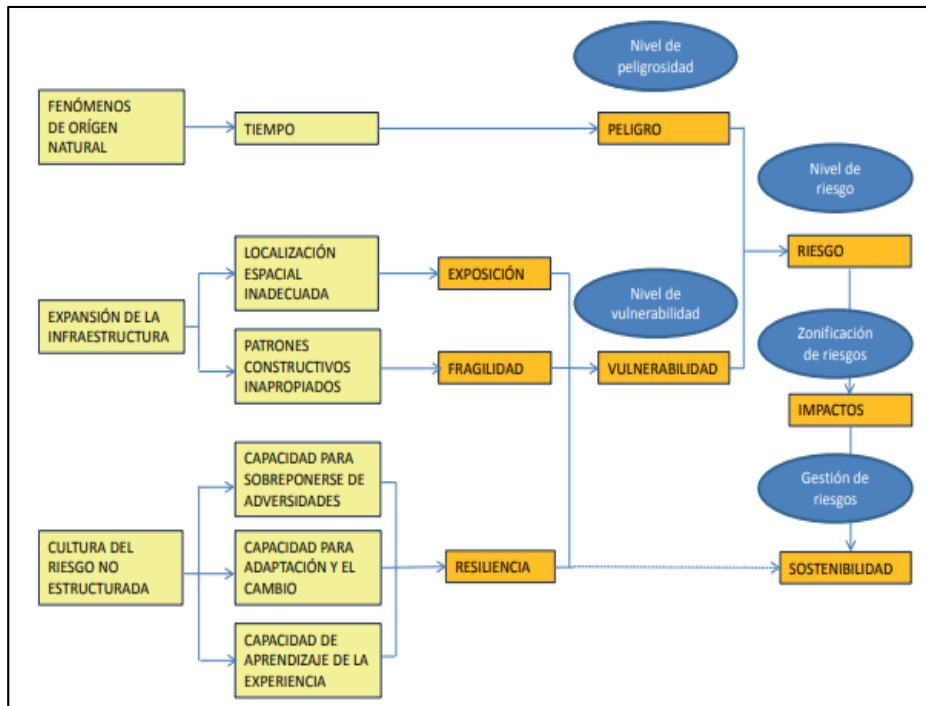 Nivel de
peligrosidad
FENÓMENOS
DE ORÍGEN
NATURAL
TIEMPO
PELIGRO
Nivel de
riesgo
LOCALIZACIÓN
ESPACIAL
INADECUADA
EXPOSICIÓN
RIESGO
EXPANSIÓN DE LA
INFRAESTRUCTURA
Nivel de
vulnerabilidad
Zonificación
de riesgos
PATRONES
CONSTRUCTIVOS
INAPROPIADOS
FRAGILIDAD
VULNERABILIDAD
IMPACTOS
CAPACIDAD PARA
SOBREPONERSE DE
ADVERSIDADES
Gestión de
riesgos
CULTURA DEL
RIESGO NO
ESTRUCTURADA
CAPACIDAD PARA
ADAPTACIÓN Y EL
CAMBIO
RESILIENCIA
SOSTENIBILIDAD
CAPACIDAD DE
APRENDIZAJE DE LA
EXPERIENCIA